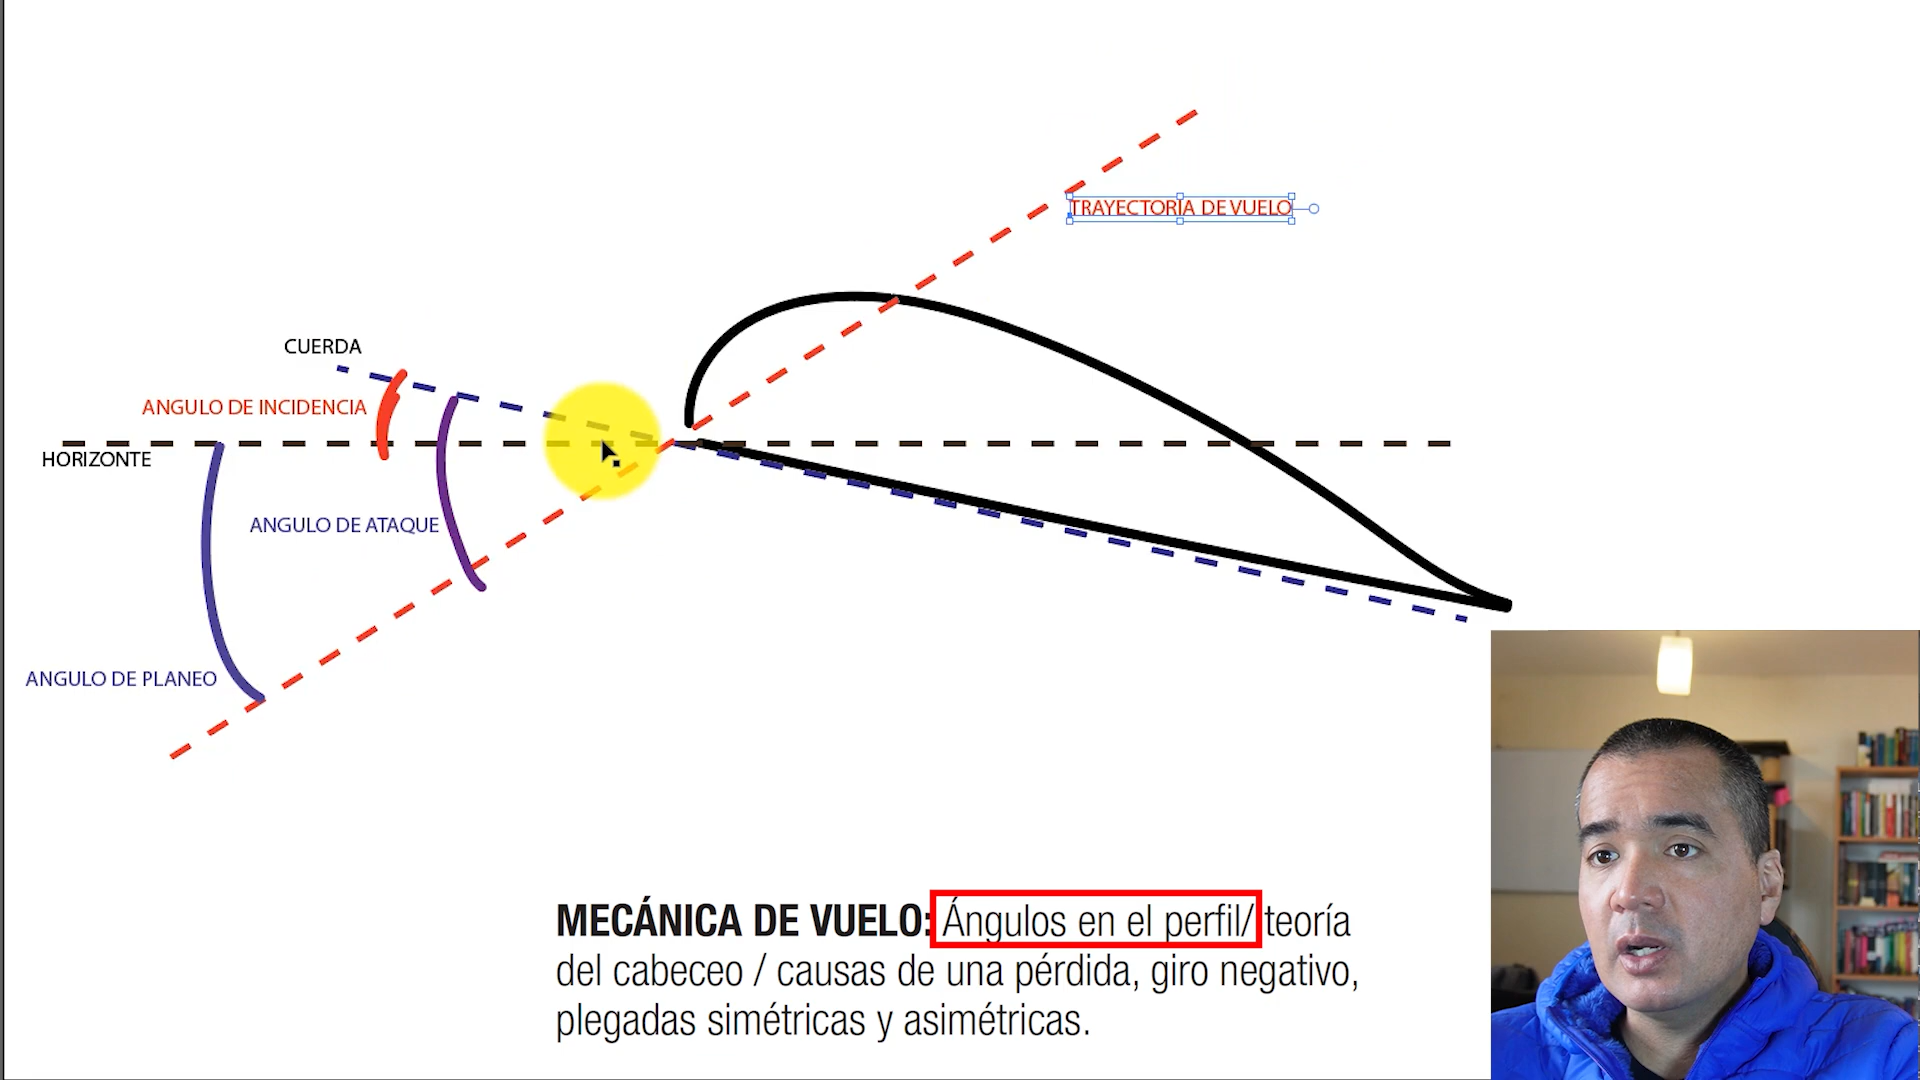 TRAYECTORIA DE VUELO
CUERDA
ANGULO DE INCIDENCIA
HORIZONTE
ANGULO DE ATAQUE
ANGULO DE PLANEO
MECÁNICA DE VUELO: Ángulos en el perfil/ teoría
del cabeceo / causas de una pérdida, giro negativo,
plegadas simétricas y asimétricas.